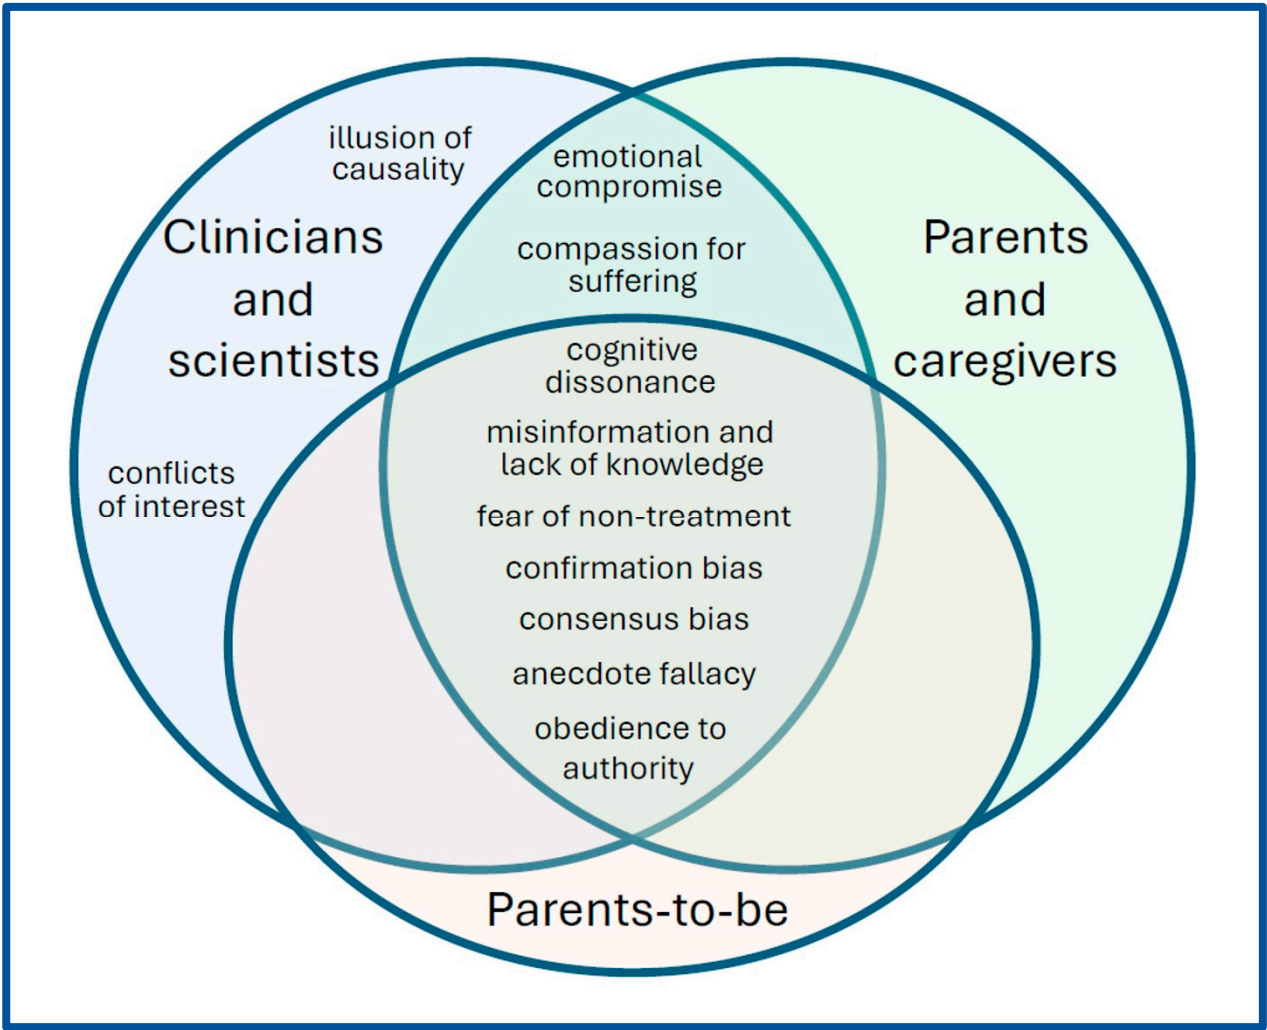 illusion of
causality
emotional
compromise
Clinicians
and
scientists
compassion for
suffering
Parents
and
caregivers
cognitive
dissonance
misinformation and
lack of knowledge
conflicts
of interest
fear of non-treatment
confirmation bias
consensus bias
anecdote fallacy
obedience to
authority
Parents-to-be